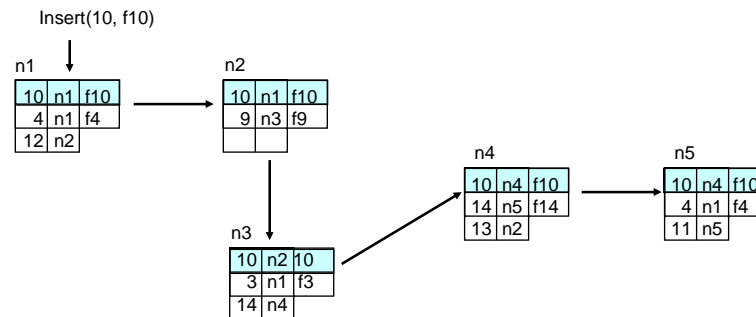 Insert(10, f10)
n1
10 n1 f10
4 n1 f4
12 n2
n2
10 n1 f10
9 n3 f9
n3
10 n2 10
3 n1 f3
14 n4
n4
10 n4 f10
14 n5 f14
13 n2
n5
10 n4 f10
4 n1 f4
11 n5